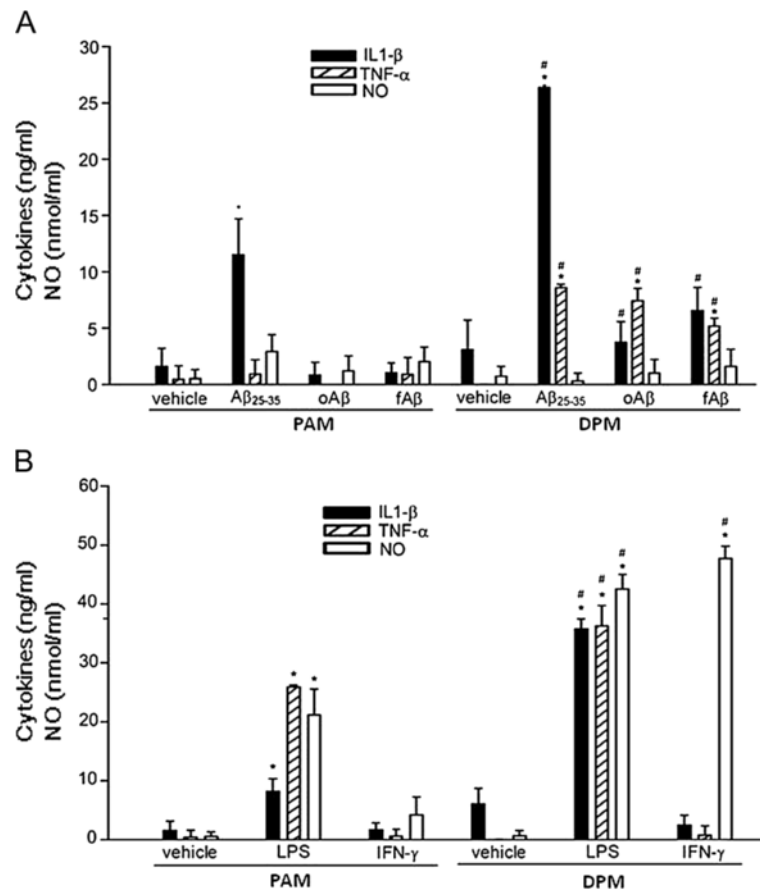 A
IL1-β
TNF-α
NO
Cytokines (ng/ml)
NO (nmol/ml)
30
25
20
15
10
5
0
# * # * # # * # # *
vehicle Aβ25-35 oAβ fAβ vehicle Aβ25-35 oAβ fAβ
PAM DPM
B
IL1-β
TNF-α
NO
Cytokines (ng/ml)
NO (nmol/ml)
60
50
40
30
20
10
0
* * * # * # * # * # *
vehicle LPS IFN-γ vehicle LPS IFN-γ
PAM DPM